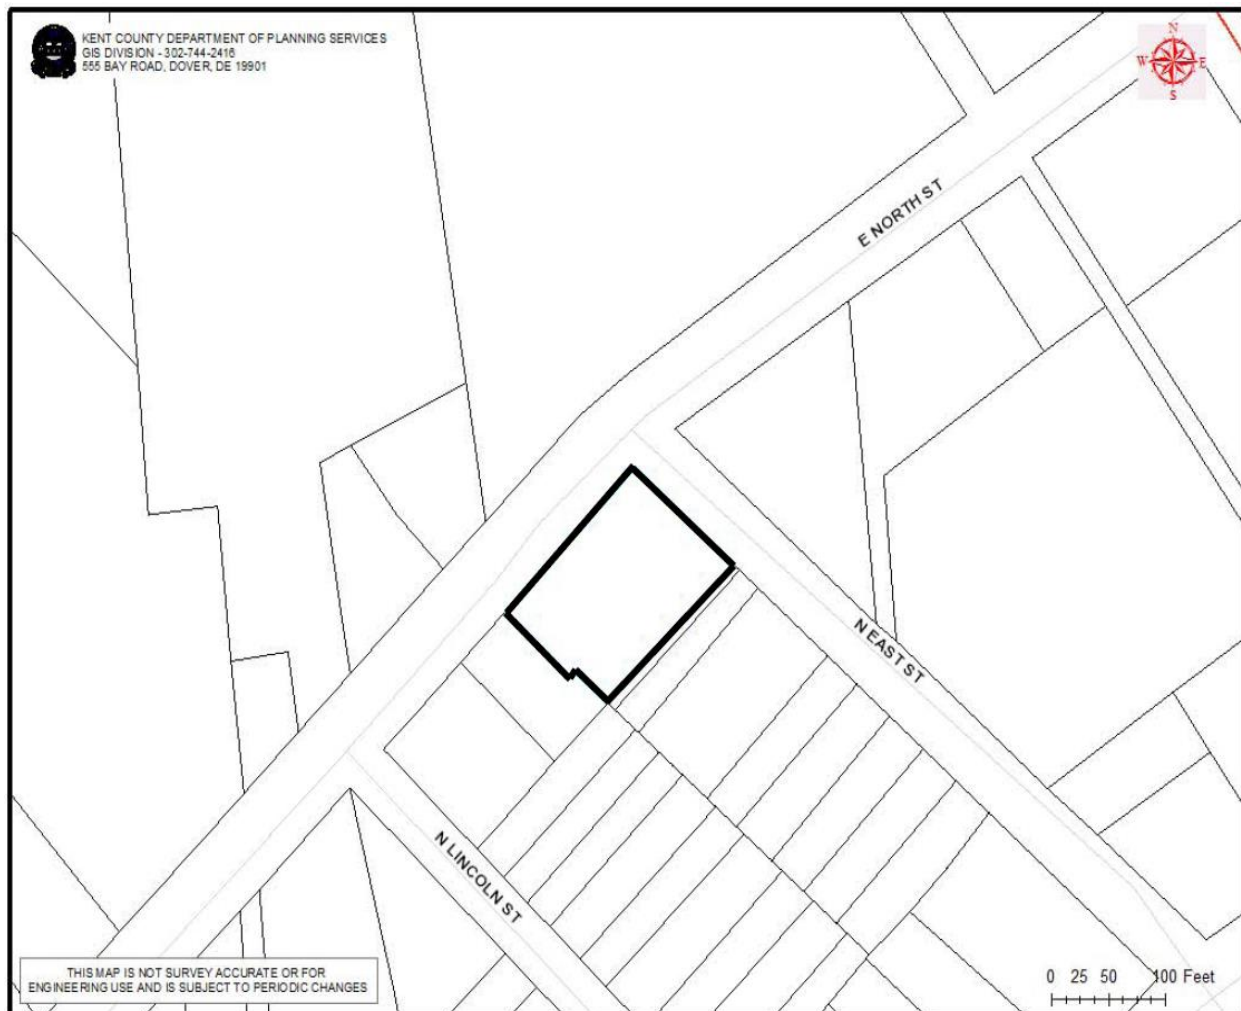 KENT COUNTY DEPARTMENT OF PLANNING SERVICES
GIS DIVISION - 302-744-2416
555 BAY ROAD, DOVER, DE 19901
N
W E
S
E NORTH ST
N EAST ST
N LINCOLN ST
THIS MAP IS NOT SURVEY ACCURATE OR FOR
ENGINEERING USE AND IS SUBJECT TO PERIODIC CHANGES
0 25 50 100 Feet